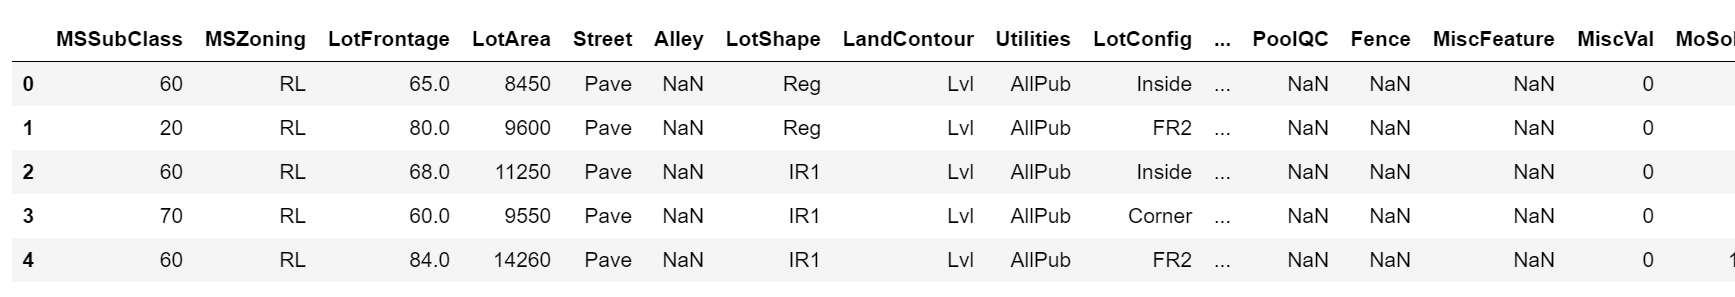 MSSubClass MSZoning LotFrontage LotArea Street Alley LotShape LandContour Utilities LotConfig ... PoolQC Fence MiscFeature MiscVal
0 60 RL 65.0 8450 Pave NaN Reg Lvl AllPub Inside ... NaN NaN NaN 0
1 20 RL 80.0 9600 Pave NaN Reg Lvl AllPub FR2 ... NaN NaN NaN 0
2 60 RL 68.0 11250 Pave NaN IR1 Lvl AllPub Inside ... NaN NaN NaN 0
3 70 RL 60.0 9550 Pave NaN IR1 Lvl AllPub Corner ... NaN NaN NaN 0
4 60 RL 84.0 14260 Pave NaN IR1 Lvl AllPub FR2 ... NaN NaN NaN 0